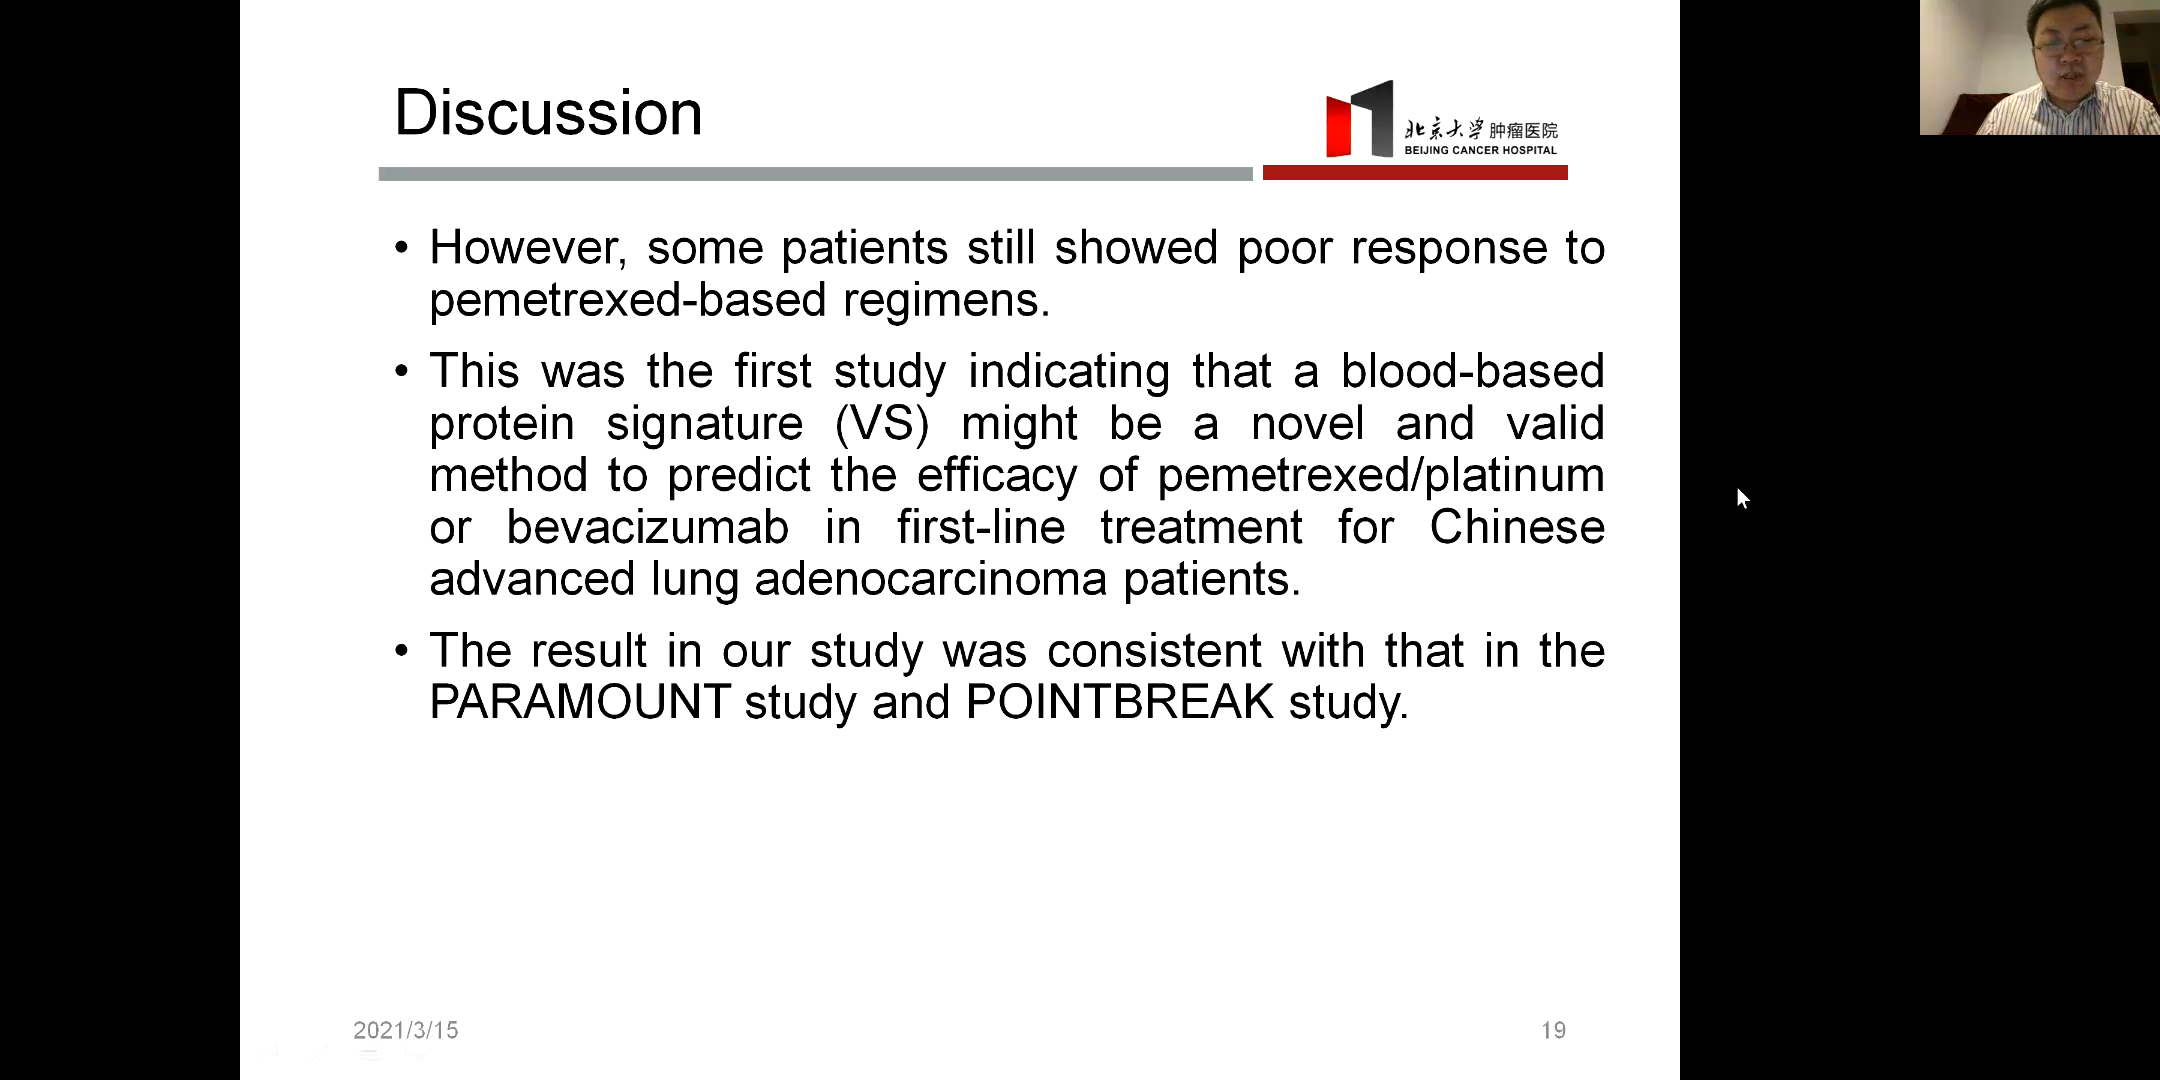 Discussion
北京大学肿瘤医院
BEIJING CANCER HOSPITAL
• However, some patients still showed poor response to
pemetrexed-based regimens.
• This was the first study indicating that a blood-based
protein signature (VS) might be a novel and valid
method to predict the efficacy of pemetrexed/platinum
or bevacizumab in first-line treatment for Chinese
advanced lung adenocarcinoma patients.
• The result in our study was consistent with that in the
PARAMOUNT study and POINTBREAK study.
2021/3/15
19